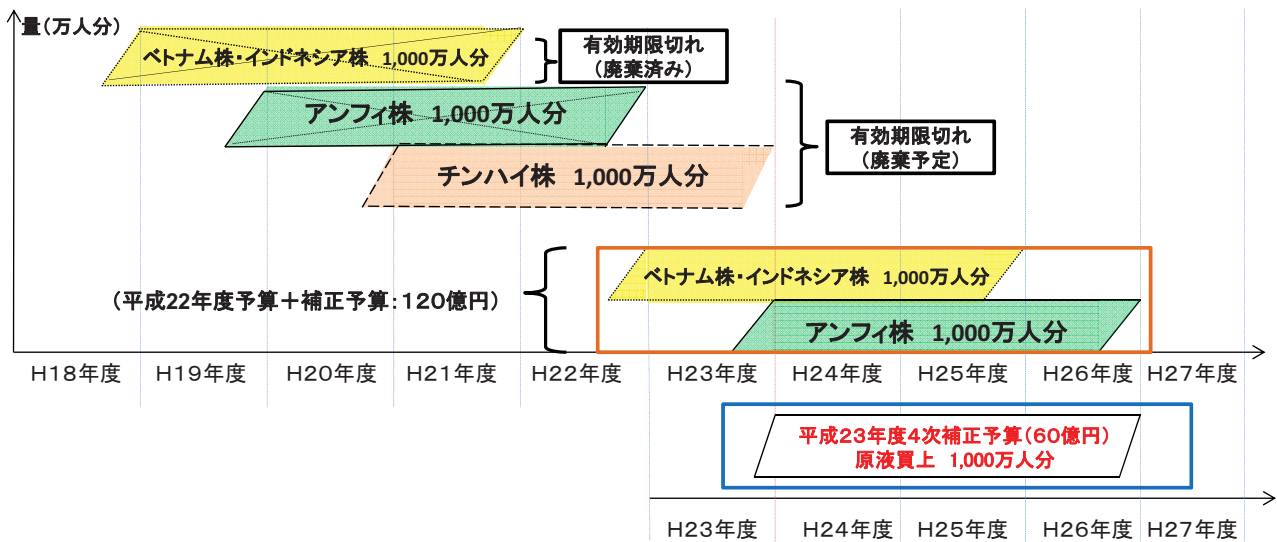 量(万人分)
ベトナム株・インドネシア株 1,000万人分
有効期限切れ
(廃棄済み)
アンフィ株 1,000万人分
有効期限切れ
(廃棄予定)
チンハイ株 1,000万人分
ベトナム株・インドネシア株 1,000万人分
(平成22年度予算+補正予算:120億円)
アンフィ株 1,000万人分
H18年度 H19年度 H20年度 H21年度 H22年度 H23年度 H24年度 H25年度 H26年度 H27年度
平成23年度4次補正予算(60億円)
原液買上 1,000万人分
H23年度 H24年度 H25年度 H26年度 H27年度